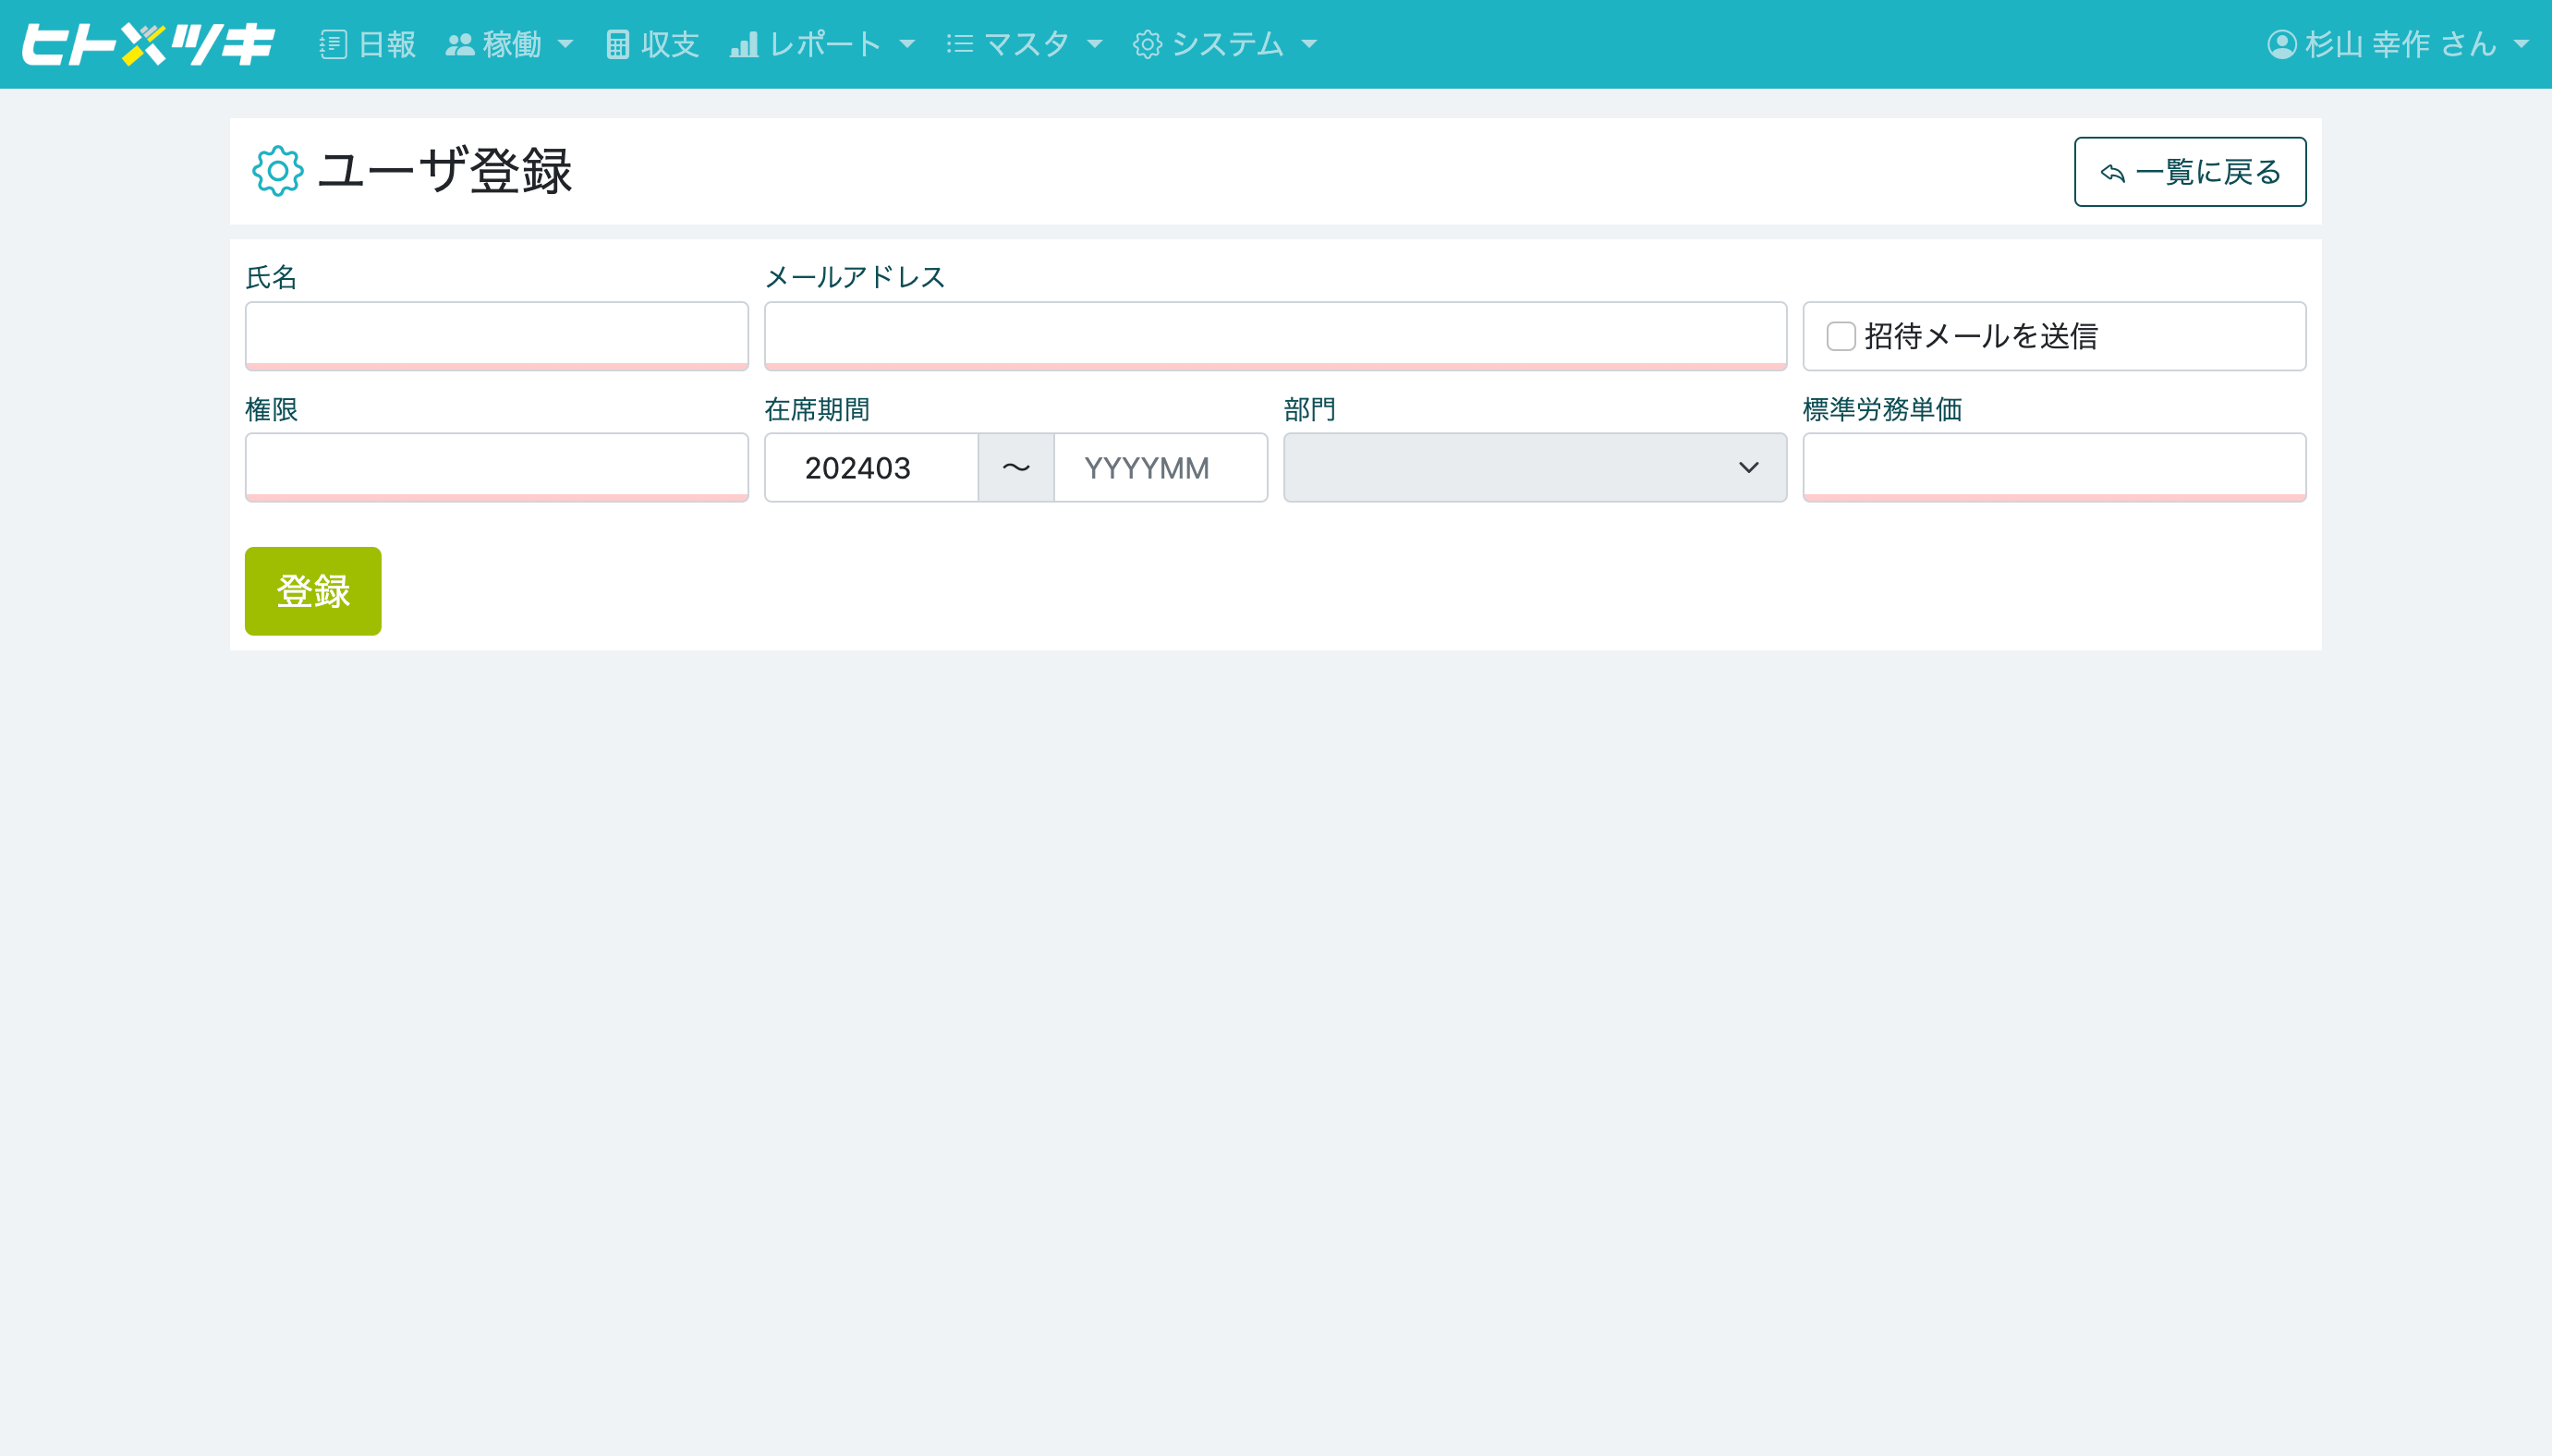 ヒトメツキ 日報 稼働 収支 レポート マスタ システム 杉山 幸作 さん
ユーザ登録 一覧に戻る
氏名 メールアドレス
招待メールを送信
権限 在席期間 部門 標準労務単価
202403 〜 YYYYMM
登録